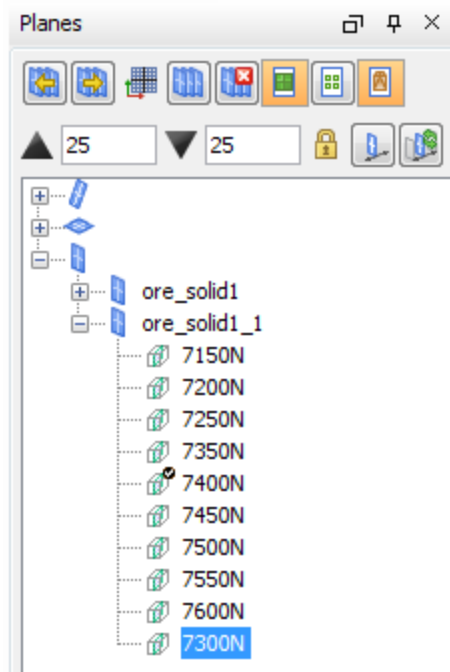 Planes
25 25
ore_solid1
ore_solid1_1
7150N
7200N
7250N
7350N
7400N
7450N
7500N
7550N
7600N
7300N